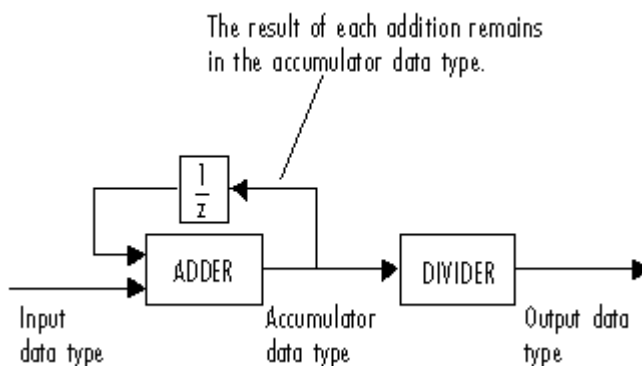 The result of each addition remains
in the accumulator data type.
1
z
ADDER
DIVIDER
Input
data type
Accumulator
data type
Output data
type